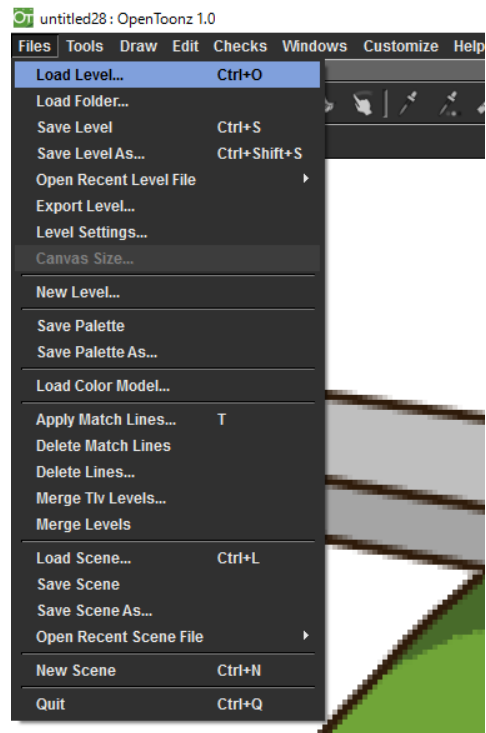 OT untitled28 : OpenToonz 1.0
Files Tools Draw Edit Checks Windows Customize Help
Load Level... Ctrl+O
Load Folder...
Save Level Ctrl+S
Save Level As... Ctrl+Shift+S
Open Recent Level File
Export Level...
Level Settings...
Canvas Size...
New Level...
Save Palette
Save Palette As...
Load Color Model...
Apply Match Lines... T
Delete Match Lines
Delete Lines...
Merge Tlv Levels...
Merge Levels
Load Scene... Ctrl+L
Save Scene
Save Scene As...
Open Recent Scene File
New Scene Ctrl+N
Quit Ctrl+Q